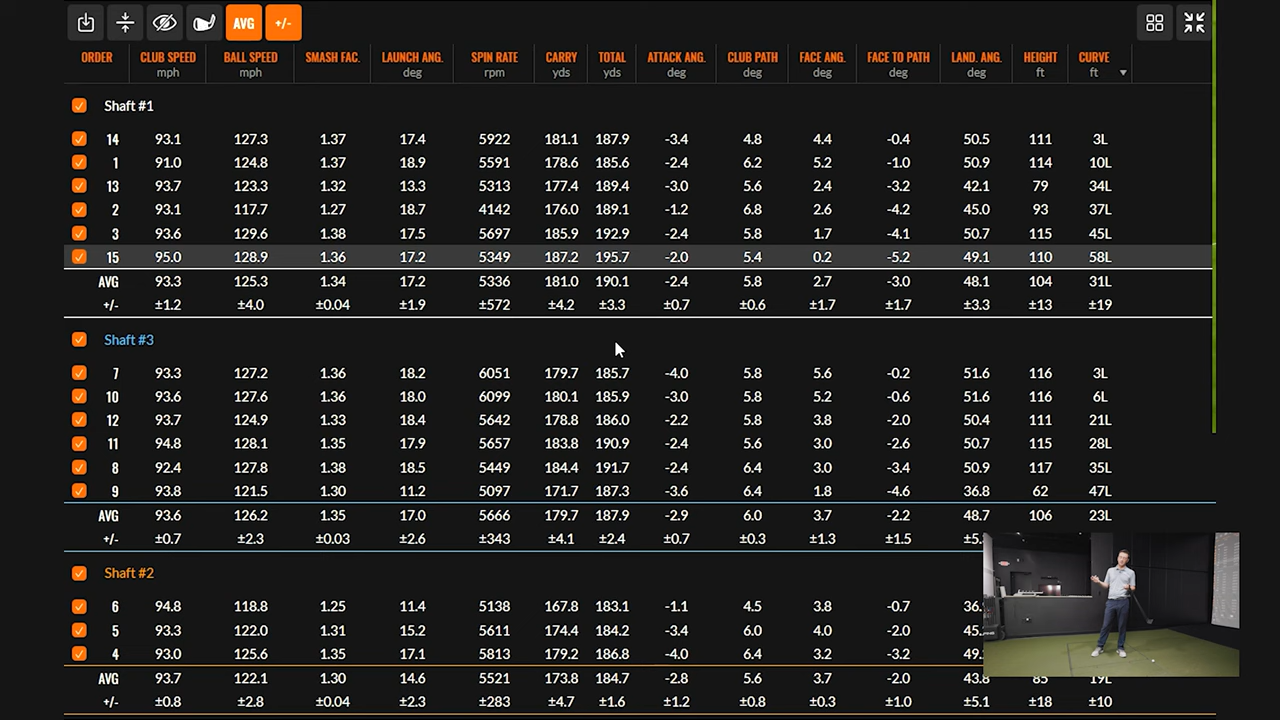 AVG +/-
ORDER CLUB SPEED BALL SPEED SMASH FAC. LAUNCH ANG. SPIN RATE CARRY TOTAL ATTACK ANG. CLUB PATH FACE ANG. FACE TO PATH LAND. ANG. HEIGHT CURVE
mph mph deg rpm yds yds deg deg deg deg deg ft ft
Shaft #1
14 93.1 127.3 1.37 17.4 5922 181.1 187.9 -3.4 4.8 4.4 -0.4 50.5 111 3L
1 91.0 124.8 1.37 18.9 5591 178.6 185.6 -2.4 6.2 5.2 -1.0 50.9 114 10L
13 93.7 123.3 1.32 13.3 5313 177.4 189.4 -3.0 5.6 2.4 -3.2 42.1 79 34L
2 93.1 117.7 1.27 18.7 4142 176.0 189.1 -1.2 6.8 2.6 -4.2 45.0 93 37L
3 93.6 129.6 1.38 17.5 5697 185.9 192.9 -2.4 5.8 1.7 -4.1 50.7 115 45L
15 95.0 128.9 1.36 17.2 5349 187.2 195.7 -2.0 5.4 0.2 -5.2 49.1 110 58L
AVG 93.3 125.3 1.34 17.2 5336 181.0 190.1 -2.4 5.8 2.7 -3.0 48.1 104 31L
+/- ±1.2 ±4.0 ±0.04 ±1.9 ±572 ±4.2 ±3.3 ±0.7 ±0.6 ±1.7 ±1.7 ±3.3 ±13 ±19
Shaft #3
7 93.3 127.2 1.36 18.2 6051 179.7 185.7 -4.0 5.8 5.6 -0.2 51.6 116 3L
10 93.6 127.6 1.36 18.0 6099 180.1 185.9 -3.0 5.8 5.2 -0.6 51.6 116 6L
12 93.7 124.9 1.33 18.4 5642 178.8 186.0 -2.2 5.8 3.8 -2.0 50.4 111 21L
11 94.8 128.1 1.35 17.9 5657 183.8 190.9 -2.4 5.6 3.0 -2.6 50.7 115 28L
8 92.4 127.8 1.38 18.5 5449 184.4 191.7 -2.4 6.4 3.0 -3.4 50.9 117 35L
9 93.8 121.5 1.30 11.2 5097 171.7 187.3 -3.6 6.4 1.8 -4.6 36.8 62 47L
AVG 93.6 126.2 1.35 17.0 5666 179.7 187.9 -2.9 6.0 3.7 -2.2 48.7 106 23L
+/- ±0.7 ±2.3 ±0.03 ±2.6 ±343 ±4.1 ±2.4 ±0.7 ±0.3 ±1.3 ±1.5 ±5.
Shaft #2
6 94.8 118.8 1.25 11.4 5138 167.8 183.1 -1.1 4.5 3.8 -0.7 36.
5 93.3 122.0 1.31 15.2 5611 174.4 184.2 -3.4 6.0 4.0 -2.0 45.
4 93.0 125.6 1.35 17.1 5813 179.2 186.8 -4.0 6.4 3.2 -3.2 49.
AVG 93.7 122.1 1.30 14.6 5521 173.8 184.7 -2.8 5.6 3.7 -2.0 43.8 85 19L
+/- ±0.8 ±2.8 ±0.04 ±2.3 ±283 ±4.7 ±1.6 ±1.2 ±0.8 ±0.3 ±1.0 ±5.1 ±18 ±10